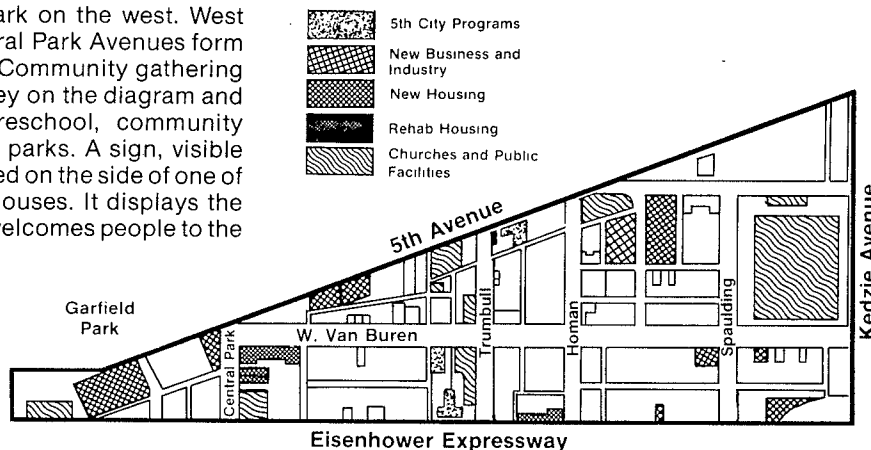 ark on the west. West
ral Park Avenues form
Community gathering
ey on the diagram and
reschool, community
parks. A sign, visible
ed on the side of one of
ouses. It displays the
velcomes people to the
5th City Programs
New Business and
Industry
New Housing
Rehab Housing
Churches and Public
Facilities
5th Avenue
Garfield
Park
W. Van Buren
Central Park
Trumbull
Homan
Spaulding
Kedzie Avenue
Eisenhower Expressway